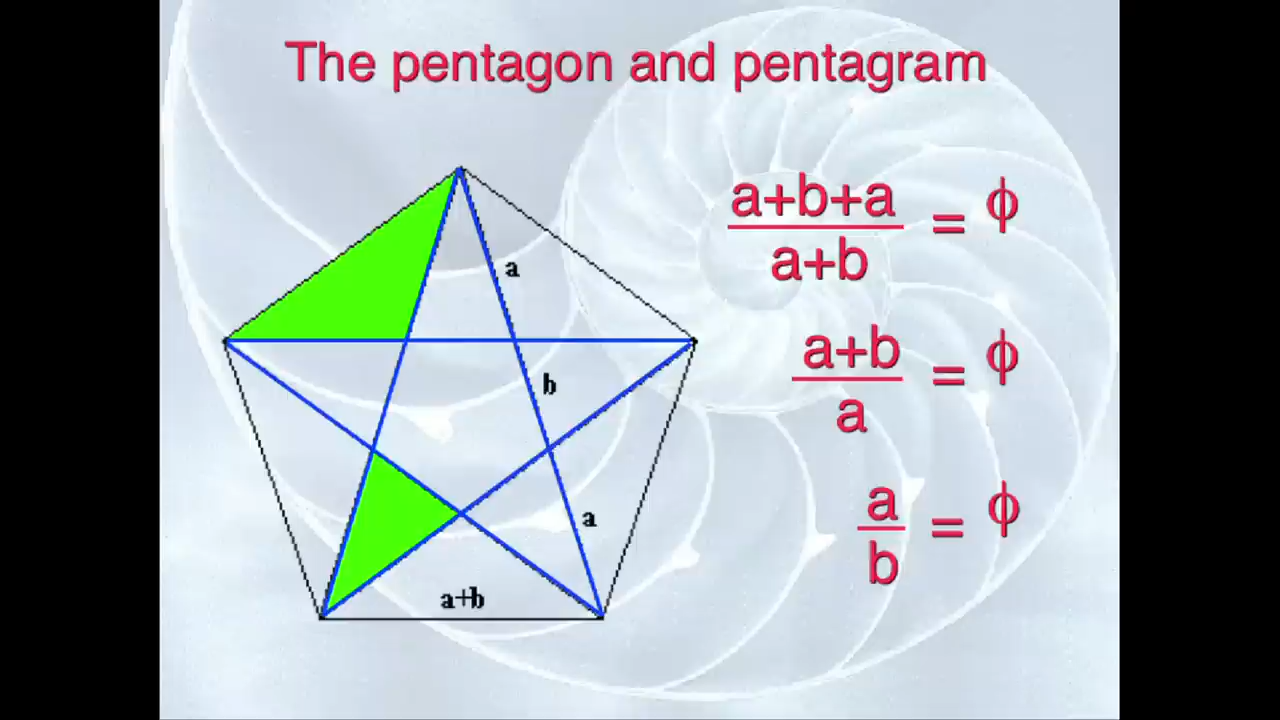 The pentagon and pentagram
a
b
a
a+b
a+b+a
a+b
= ϕ
a+b
a
= ϕ
a
b
= ϕ